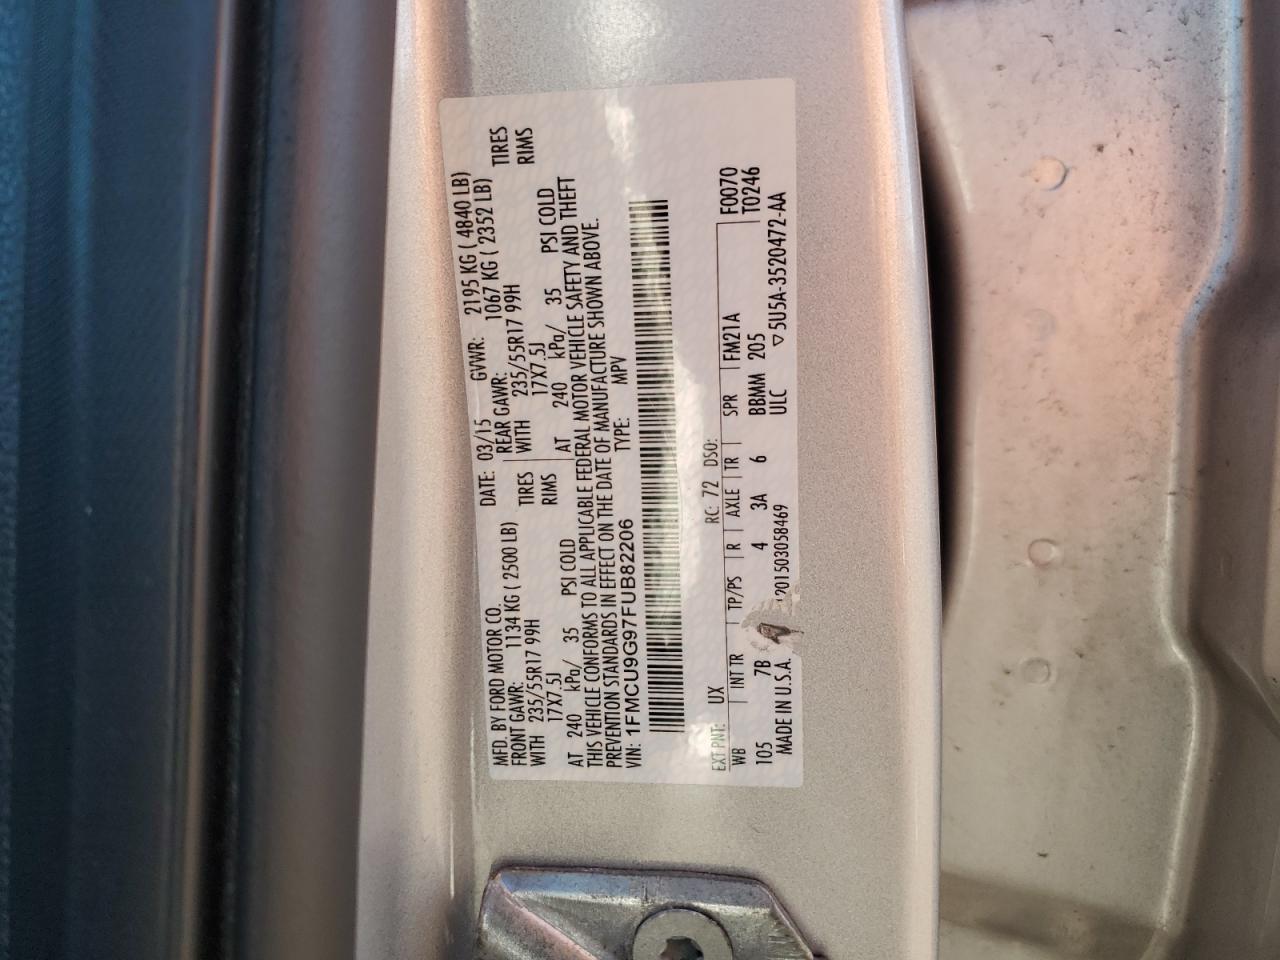 MFD. BY FORD MOTOR CO.
DATE: 03/15 GVWR: 2195 KG ( 4840 LB)
FRONT GAWR: 1134 KG ( 2500 LB) REAR GAWR: 1067 KG ( 2352 LB)
WITH 235/55R17 99H TIRES WITH 235/55R17 99H TIRES
17X7.5J RIMS 17X7.5J RIMS
AT 240 kPa/ 35 PSI COLD AT 240 kPa/ 35 PSI COLD
THIS VEHICLE CONFORMS TO ALL APPLICABLE FEDERAL MOTOR VEHICLE SAFETY AND THEFT
PREVENTION STANDARDS IN EFFECT ON THE DATE OF MANUFACTURE SHOWN ABOVE.
VIN: 1FMCU9G97FUB82206 TYPE: MPV
EXT PNT: UX RC: 72 DSO: F0070
WB INT TR TP/PS R AXLE TR SPR FM21A T0246
105 7B 4 3A 6 BBMM 205
MADE IN U.S.A. 201503058469 ULC ▽5U5A-3520472-AA